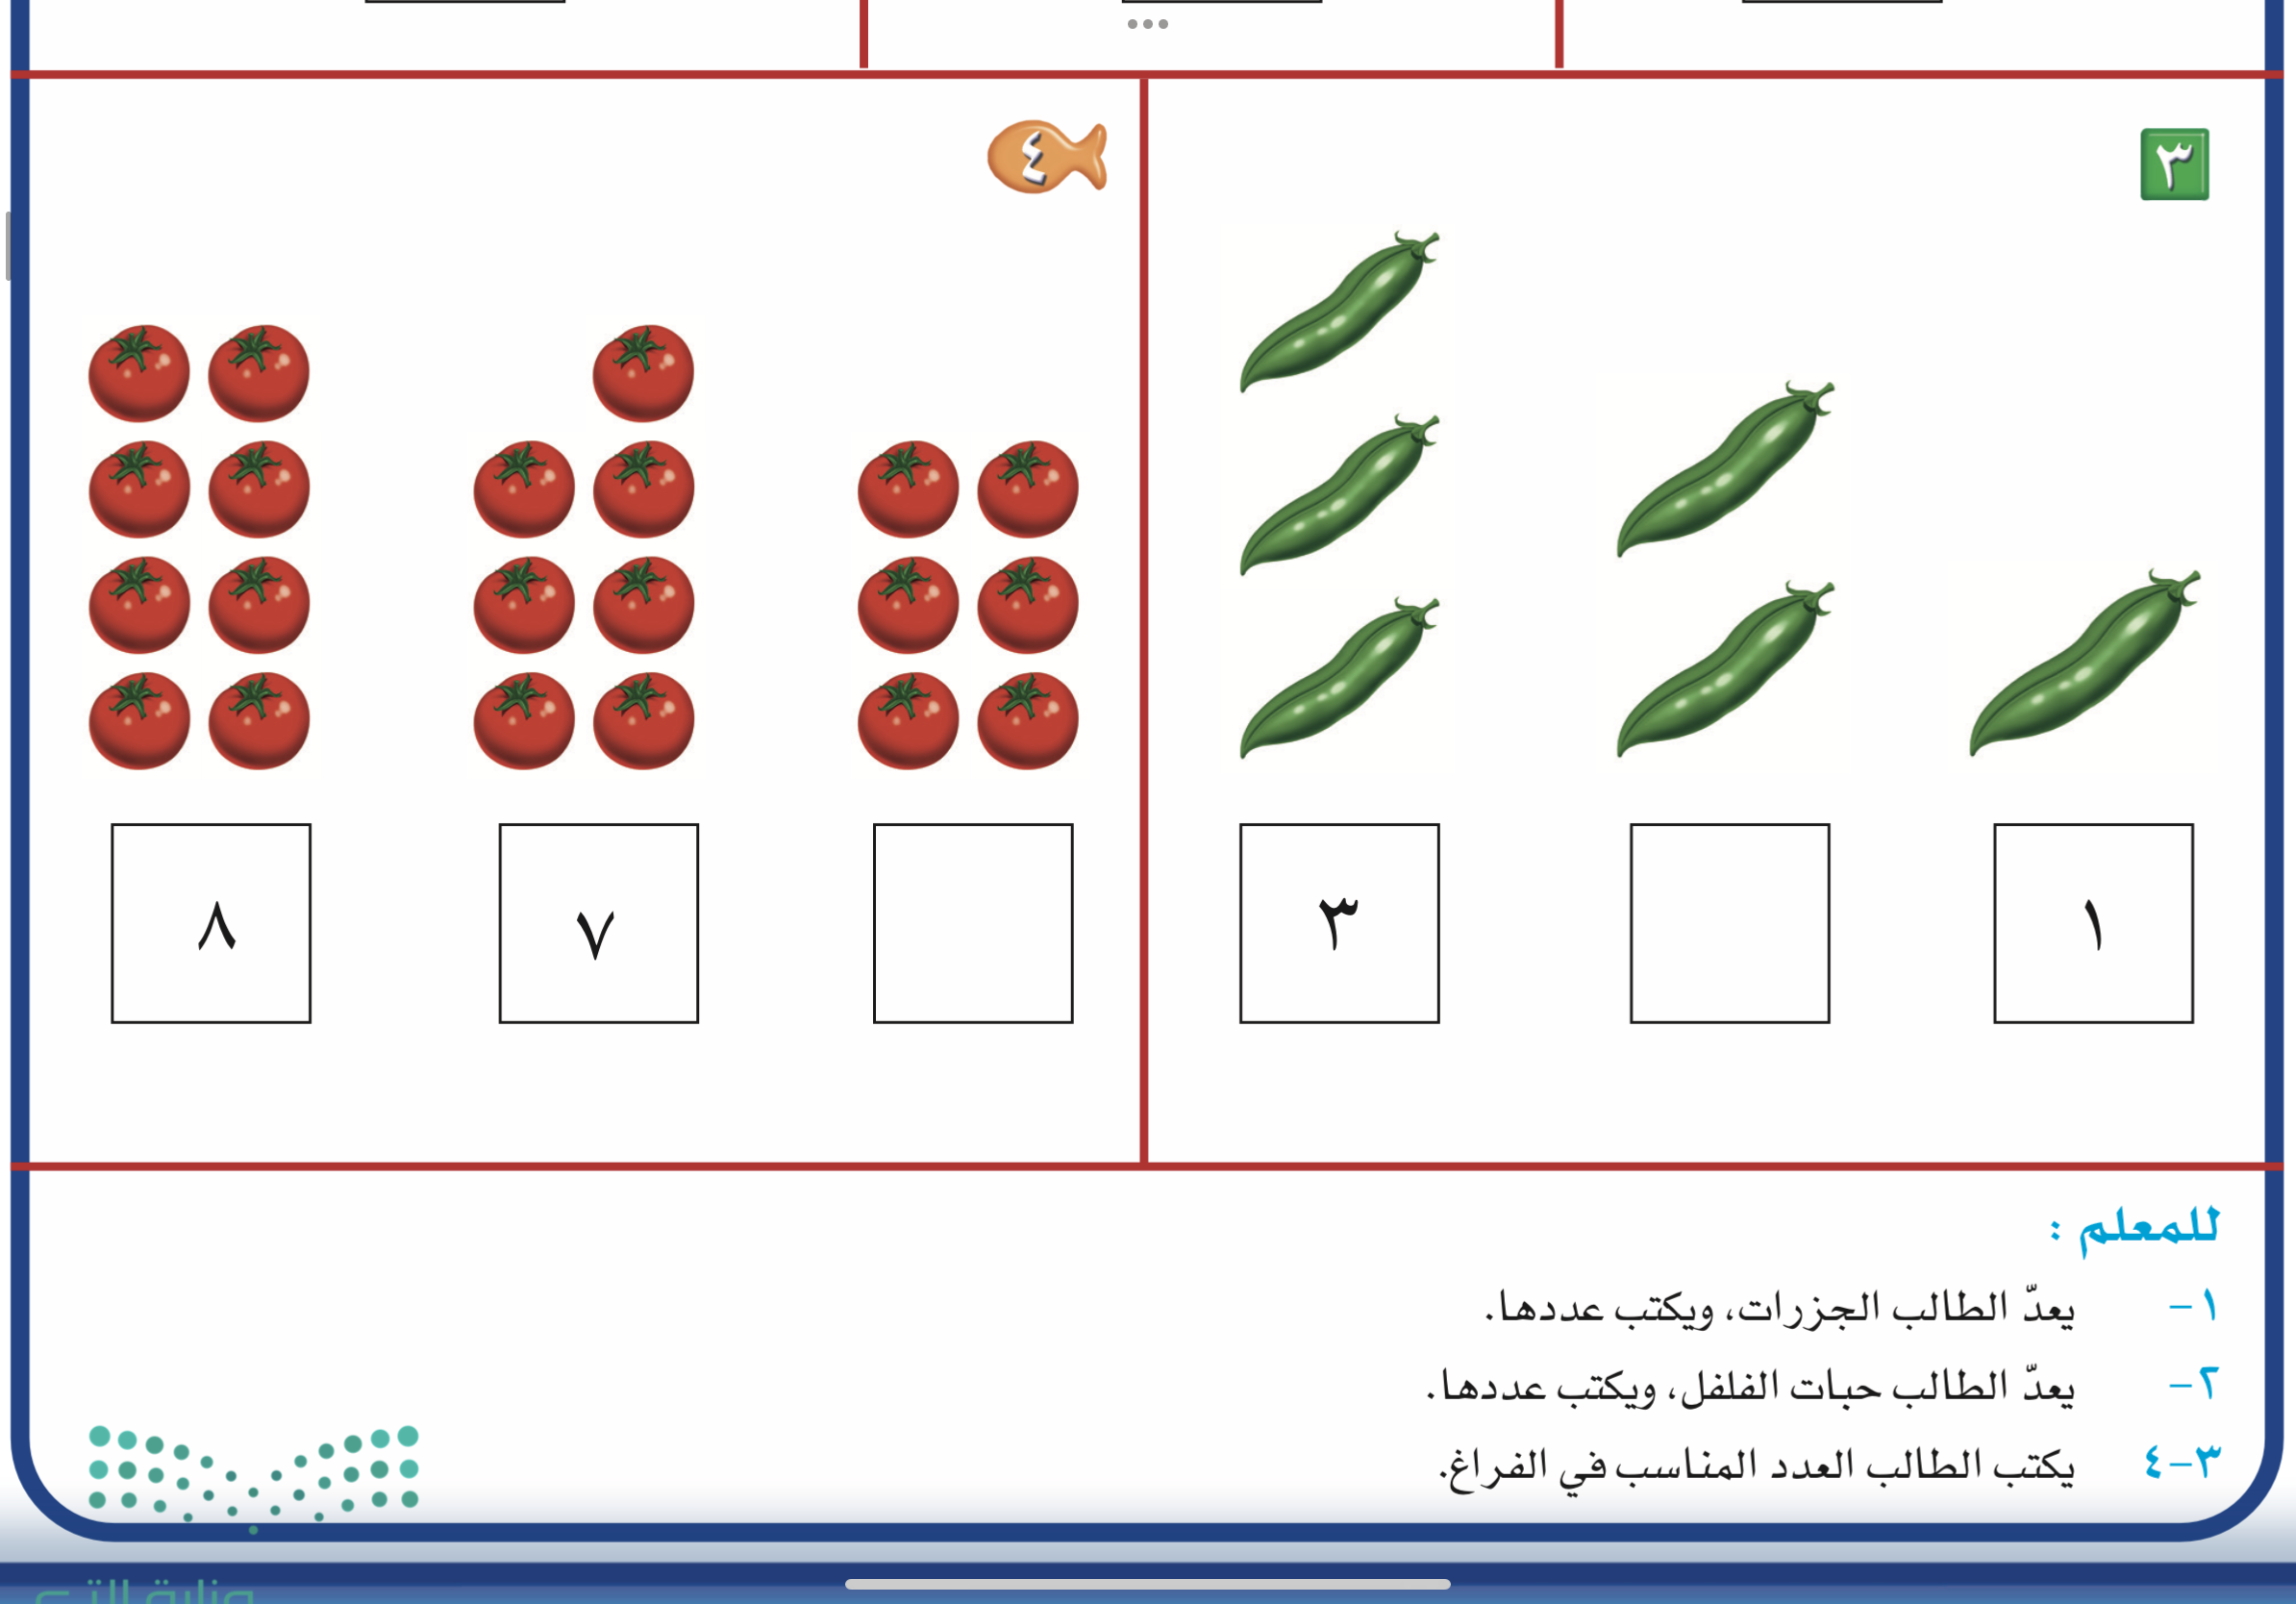 ٣
٤
١
٣
٧
٨
للمعلم :
١- يعدّ الطالب الجزرات، ويكتب عددها.
٢- يعدّ الطالب حبات الفلفل، ويكتب عددها.
٣-٤ يكتب الطالب العدد المناسب في الفراغ.